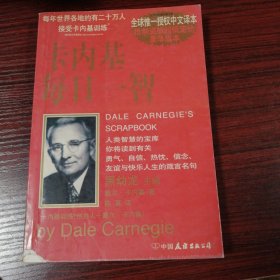 每年世界各地的有二十万人
接受卡内基训练
全球惟一授权中文译本
卡内基
每日一智
DALE CARNEGIE'S
SCRAPBOOK
人类智慧的宝库
你将读到有关
勇气、自信、热忱、信念、
友谊与快乐人生的箴言名句
by Dale Carnegie
中国友谊出版公司